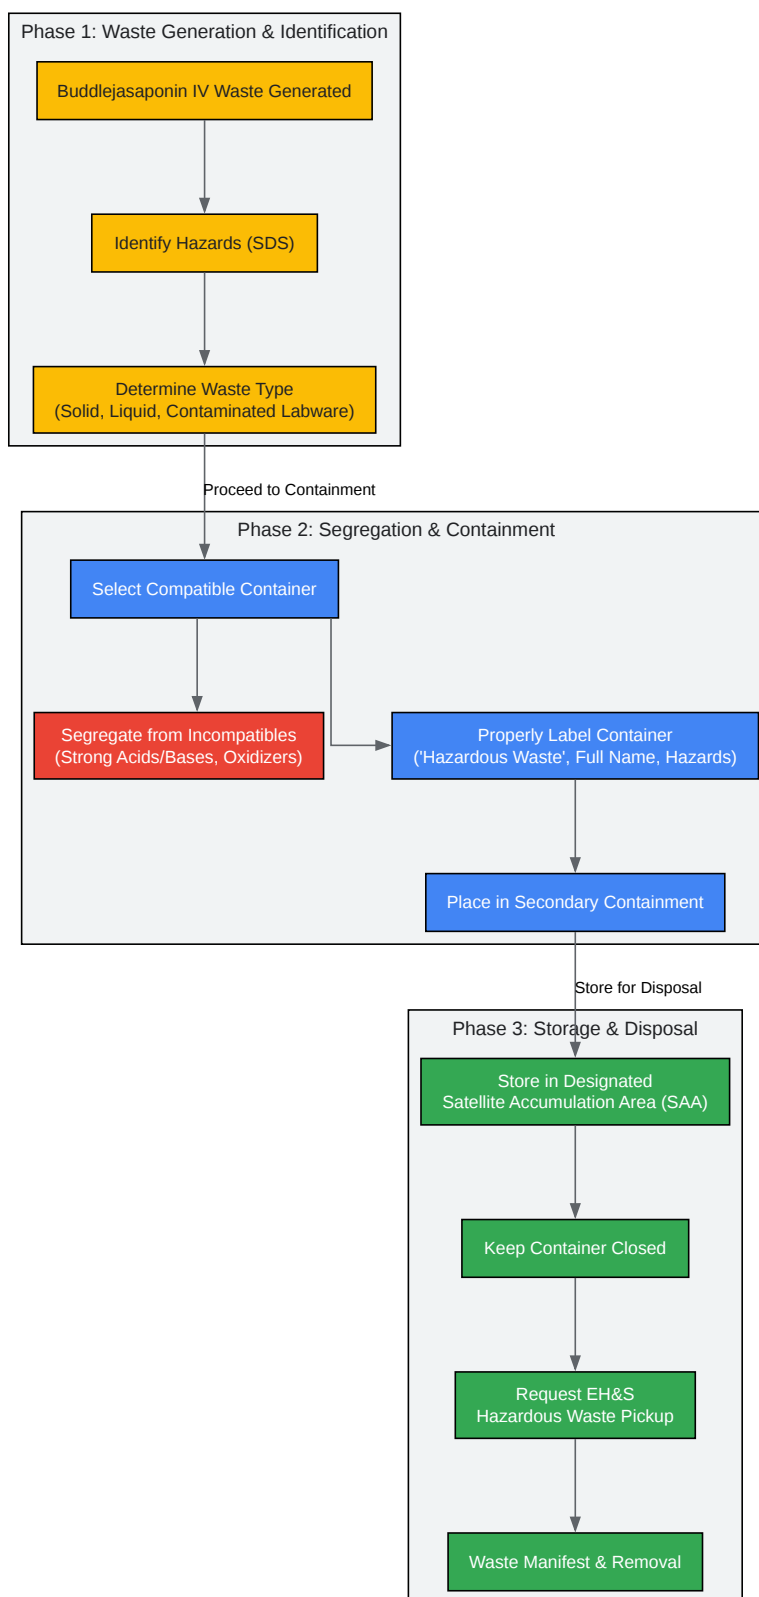 Phase 1: Waste Generation & Identification
Buddlejasaponin IV Waste Generated
Identify Hazards (SDS)
Determine Waste Type
(Solid, Liquid, Contaminated Labware)
Proceed to Containment
Phase 2: Segregation & Containment
Select Compatible Container
Segregate from Incompatibles
(Strong Acids/Bases, Oxidizers)
Properly Label Container
('Hazardous Waste', Full Name, Hazards)
Place in Secondary Containment
Store for Disposal
Phase 3: Storage & Disposal
Store in Designated
Satellite Accumulation Area (SAA)
Keep Container Closed
Request EH&S
Hazardous Waste Pickup
Waste Manifest & Removal